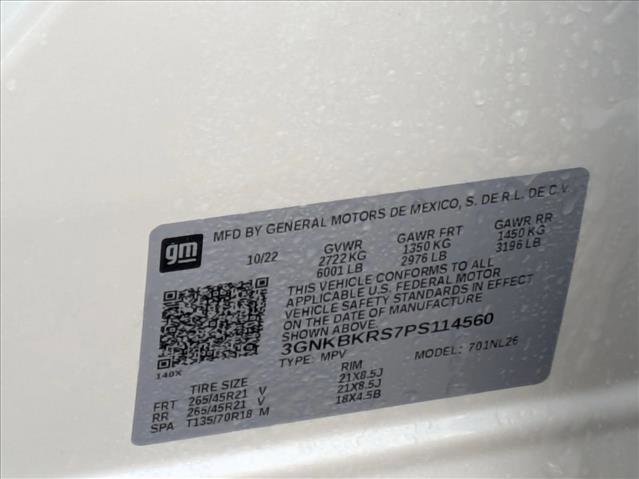 gm
MFD BY GENERAL MOTORS DE MEXICO, S. DE R.L. DE C.V.
10/22 GVWR GAWR FRT GAWR RR
2722 KG 1350 KG 1450 KG
6001 LB 2976 LB 3196 LB
THIS VEHICLE CONFORMS TO ALL
APPLICABLE U.S. FEDERAL MOTOR
VEHICLE SAFETY STANDARDS IN EFFECT
ON THE DATE OF MANUFACTURE
SHOWN ABOVE.
3GNKBKRS7PS114560
TYPE: MPV MODEL: 701NL26
140X
TIRE SIZE RIM
FRT 265/45R21 V 21X8.5J
RR 265/45R21 V 21X8.5J
SPA T135/70R18 M 18X4.5B